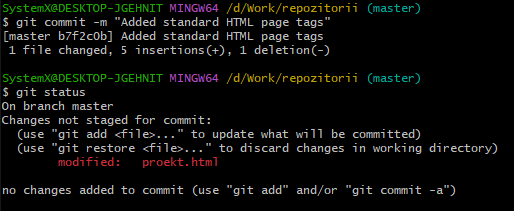 SystemX@DESKTOP-JGEHNIT MINGW64 /d/Work/repozitorii (master)
$ git commit -m "Added standard HTML page tags"
[master b7f2c0b] Added standard HTML page tags
 1 file changed, 5 insertions(+), 1 deletion(-)

SystemX@DESKTOP-JGEHNIT MINGW64 /d/Work/repozitorii (master)
$ git status
On branch master
Changes not staged for commit:
  (use "git add <file>..." to update what will be committed)
  (use "git restore <file>..." to discard changes in working directory)
        modified:   proekt.html

no changes added to commit (use "git add" and/or "git commit -a")